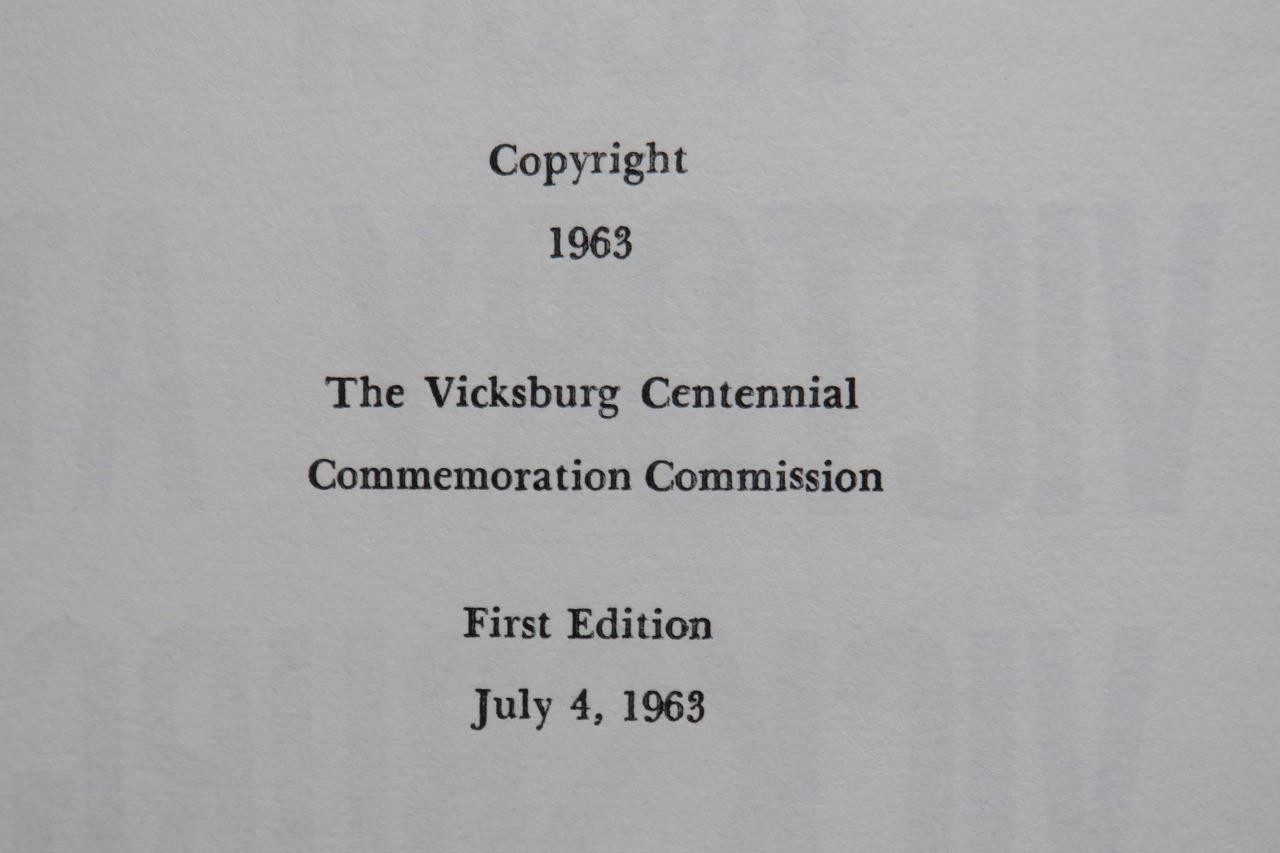 Copyright
1963
The Vicksburg Centennial
Commemoration Commission
First Edition
July 4, 1963